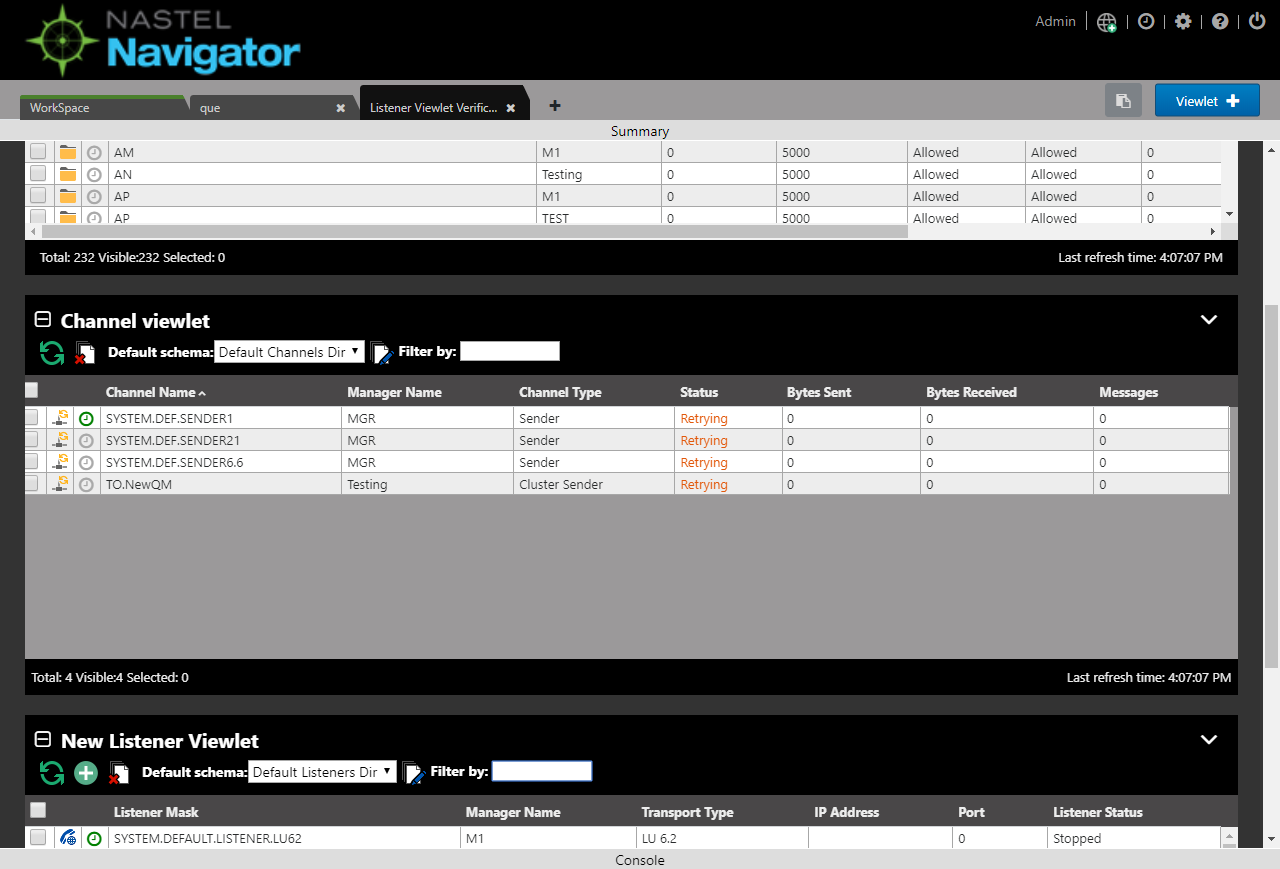 NASTEL
Navigator
Admin
WorkSpace que Listener Viewlet Verific... Viewlet
Summary
AM M1 0 5000 Allowed Allowed 0
AN Testing 0 5000 Allowed Allowed 0
AP M1 0 5000 Allowed Allowed 0
AP TEST 0 5000 Allowed Allowed 0
Total: 232 Visible:232 Selected: 0 Last refresh time: 4:07:07 PM
Channel viewlet
Default schema: Default Channels Dir Filter by:
Channel Name Manager Name Channel Type Status Bytes Sent Bytes Received Messages
SYSTEM.DEF.SENDER1 MGR Sender Retrying 0 0 0
SYSTEM.DEF.SENDER21 MGR Sender Retrying 0 0 0
SYSTEM.DEF.SENDER6.6 MGR Sender Retrying 0 0 0
TO.NewQM Testing Cluster Sender Retrying 0 0 0
Total: 4 Visible:4 Selected: 0 Last refresh time: 4:07:07 PM
New Listener Viewlet
Default schema: Default Listeners Dir Filter by:
Listener Mask Manager Name Transport Type IP Address Port Listener Status
SYSTEM.DEFAULT.LISTENER.LU62 M1 LU 6.2 0 Stopped
Console